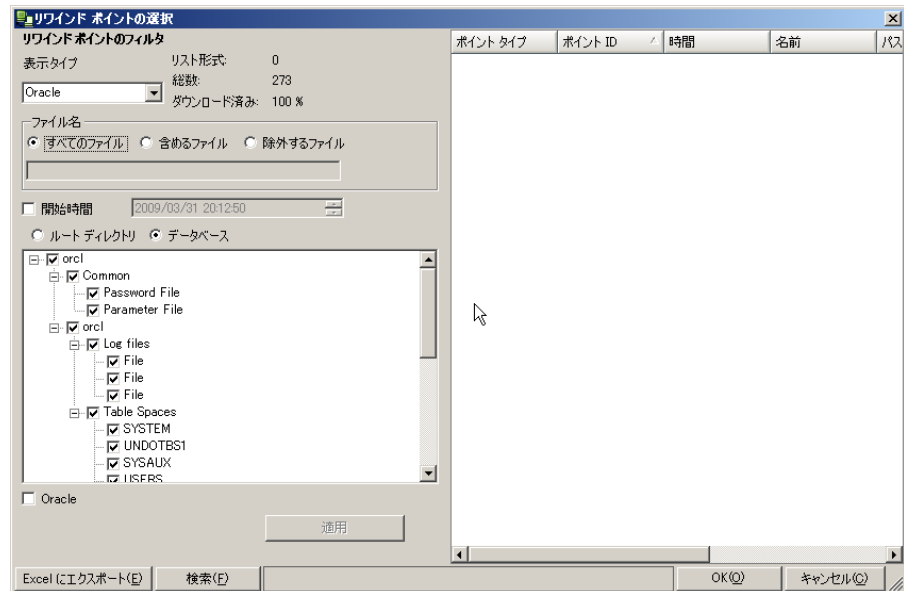 リワインド ポイントの選択
リワインド ポイントのフィルタ
表示タイプ
リスト形式: 0
総数: 273
Oracle
ダウンロード済み: 100 %
ファイル名
すべてのファイル 含めるファイル 除外するファイル
開始時間 2009/03/31 20:12:50
ルート ディレクトリ データベース
orcl
Common
Password File
Parameter File
orcl
Log files
File
File
File
Table Spaces
SYSTEM
UNDOTBS1
SYSAUX
USERS
Oracle
適用
ポイント タイプ ポイント ID 時間 名前 パス
Excel にエクスポート(E) 検索(F) OK(O) キャンセル(C)